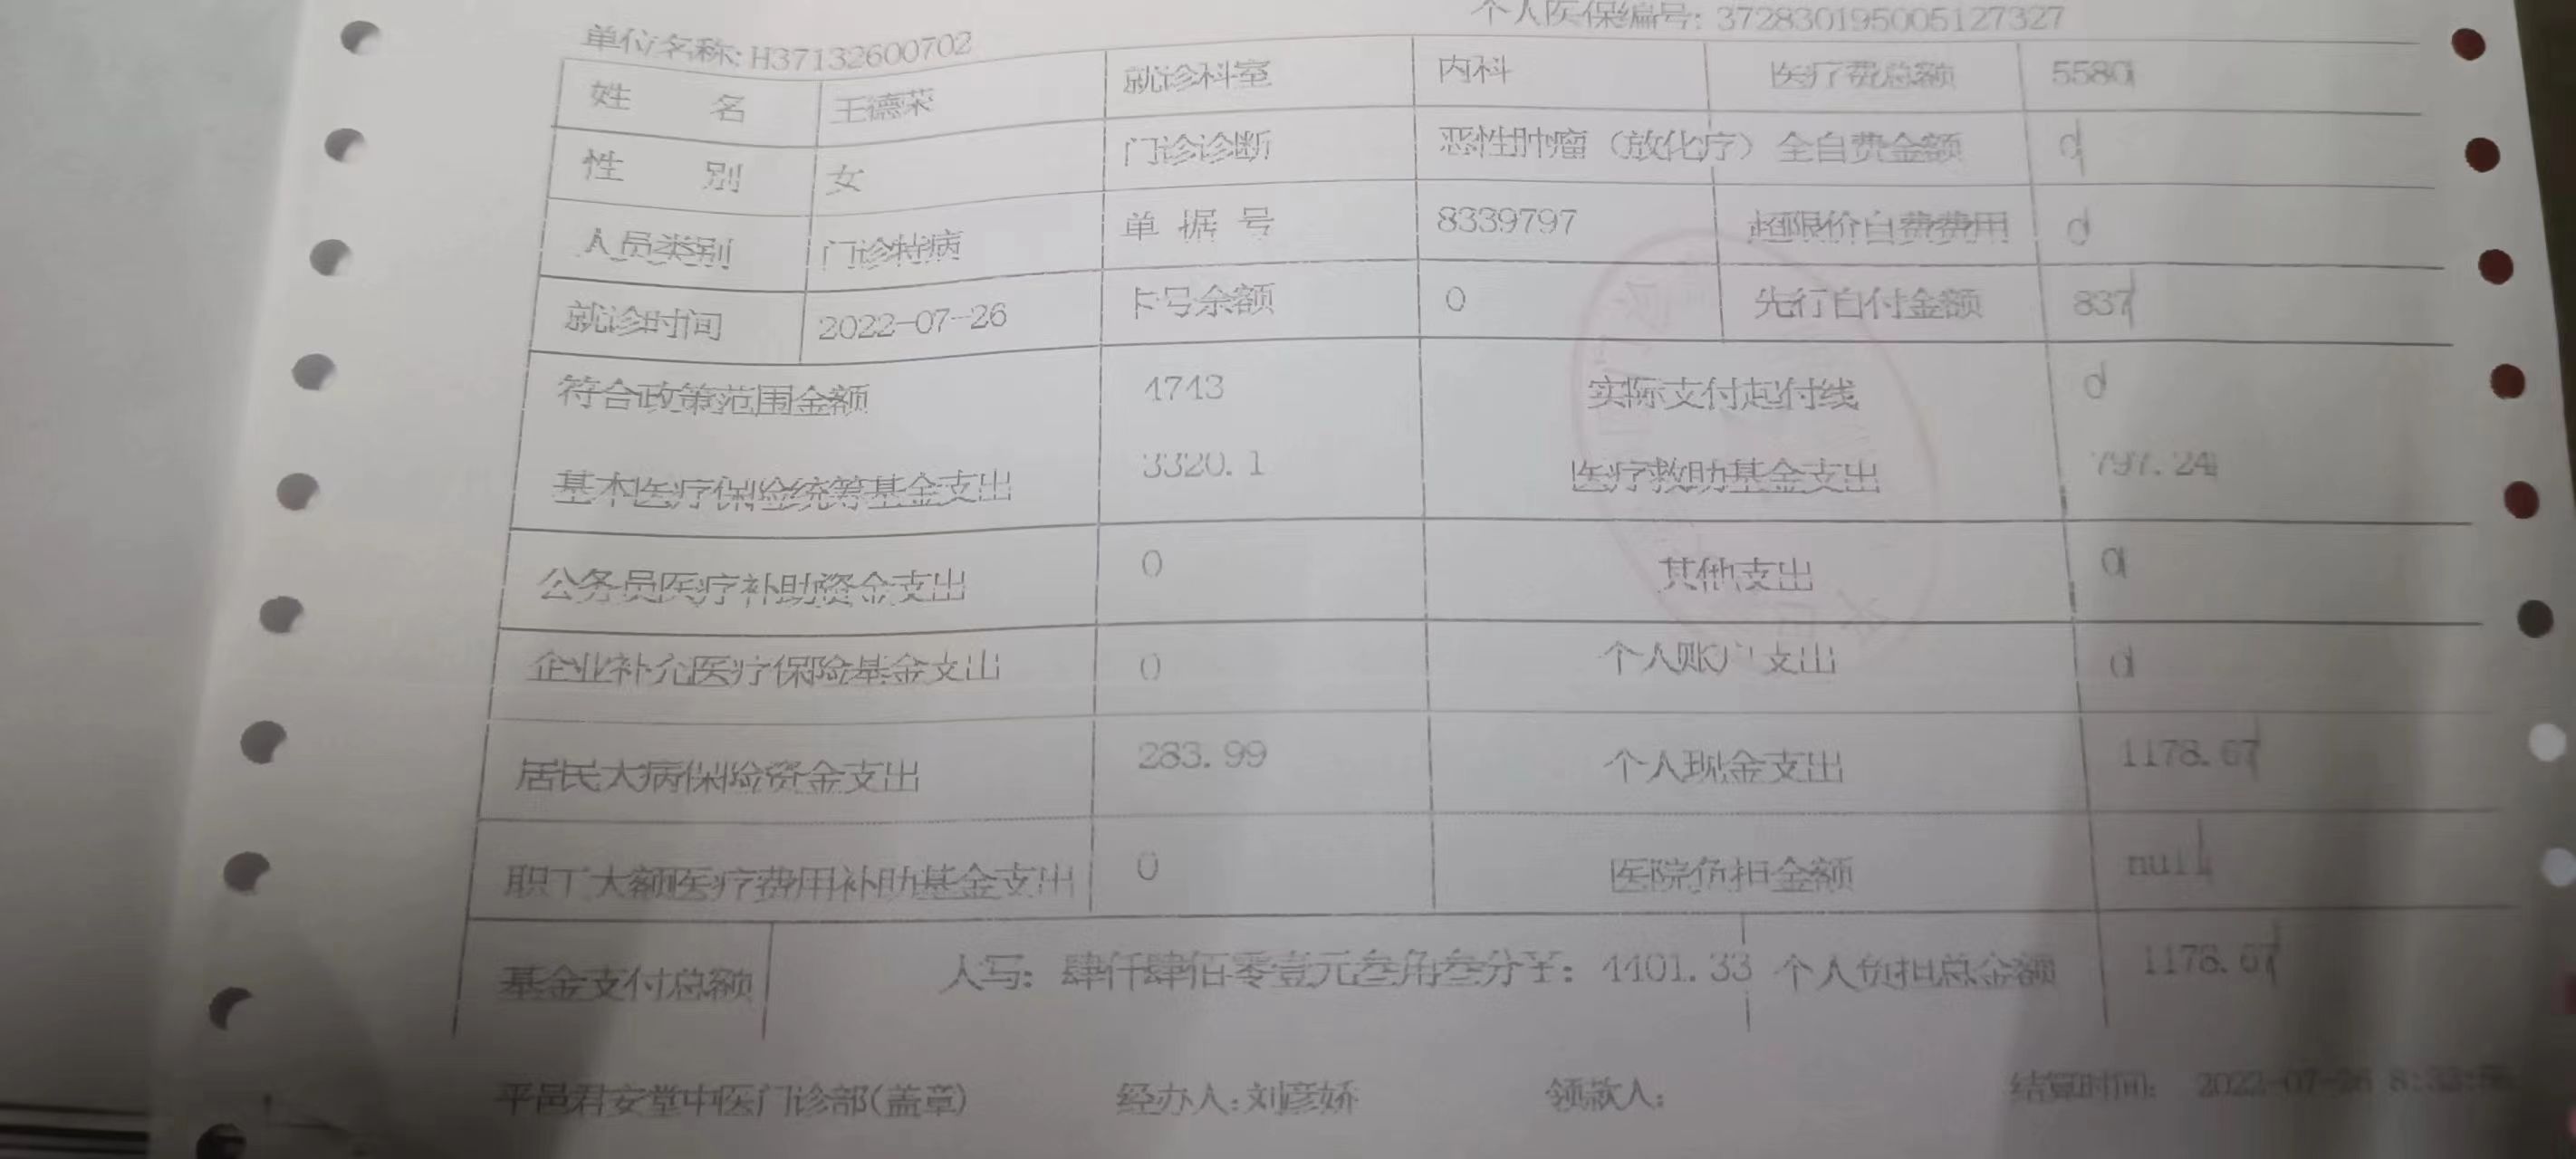 单位名称: H37132600702 个人医保编号: 372830195005127327
姓 名 王德荣 就诊科室 内科 医疗费总额 5580
性 别 女 门诊诊断 恶性肿瘤（放化疗） 全自费金额 0
人员类别 门诊特病 单据号 8339797 超限价自费费用 0
就诊时间 2022-07-26 卡号余额 0 先行自付金额 837
符合政策范围金额 4743 实际支付起付线 0
基本医疗保险统筹基金支出 3320.1 医疗救助基金支出 797.24
公务员医疗补助资金支出 0 其他支出 0
企业补充医疗保险基金支出 0 个人账户支出 0
居民大病保险资金支出 283.99 个人现金支出 1178.67
职工大额医疗费用补助基金支出 0 医院负担金额 null
基金支付总额 大写: 肆仟肆佰零壹元叁角叁分￥: 4401.33 个人负担总金额 1178.67
平邑君安堂中医门诊部(盖章) 经办人: 刘彦娇 领款人: 结算时间: 2022-07-26